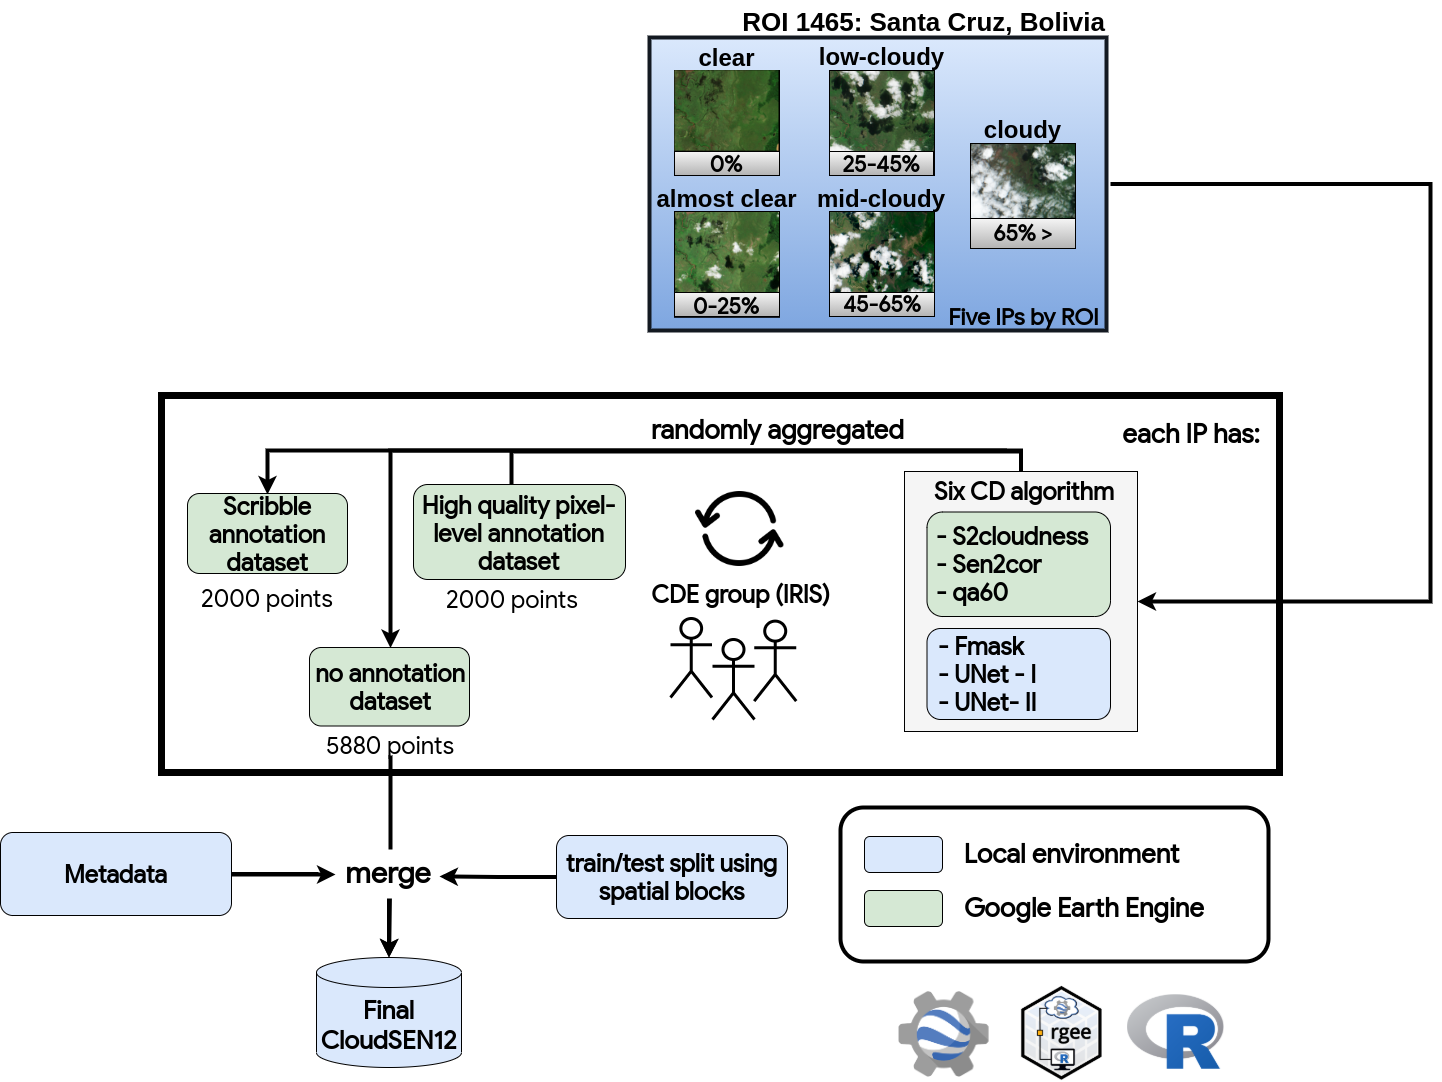 ROI 1465: Santa Cruz, Bolivia
clear
low-cloudy
cloudy
0%
25-45%
almost clear
mid-cloudy
65% >
0-25%
45-65%
Five IPs by ROI
randomly aggregated
each IP has:
Scribble
annotation
dataset
2000 points
High quality pixel-
level annotation
dataset
2000 points
no annotation
dataset
5880 points
CDE group (IRIS)
Six CD algorithm
- S2cloudness
- Sen2cor
- qa60
- Fmask
- UNet - I
- UNet- II
Metadata
merge
train/test split using
spatial blocks
Final
CloudSEN12
Local environment
Google Earth Engine
rgee
R
R